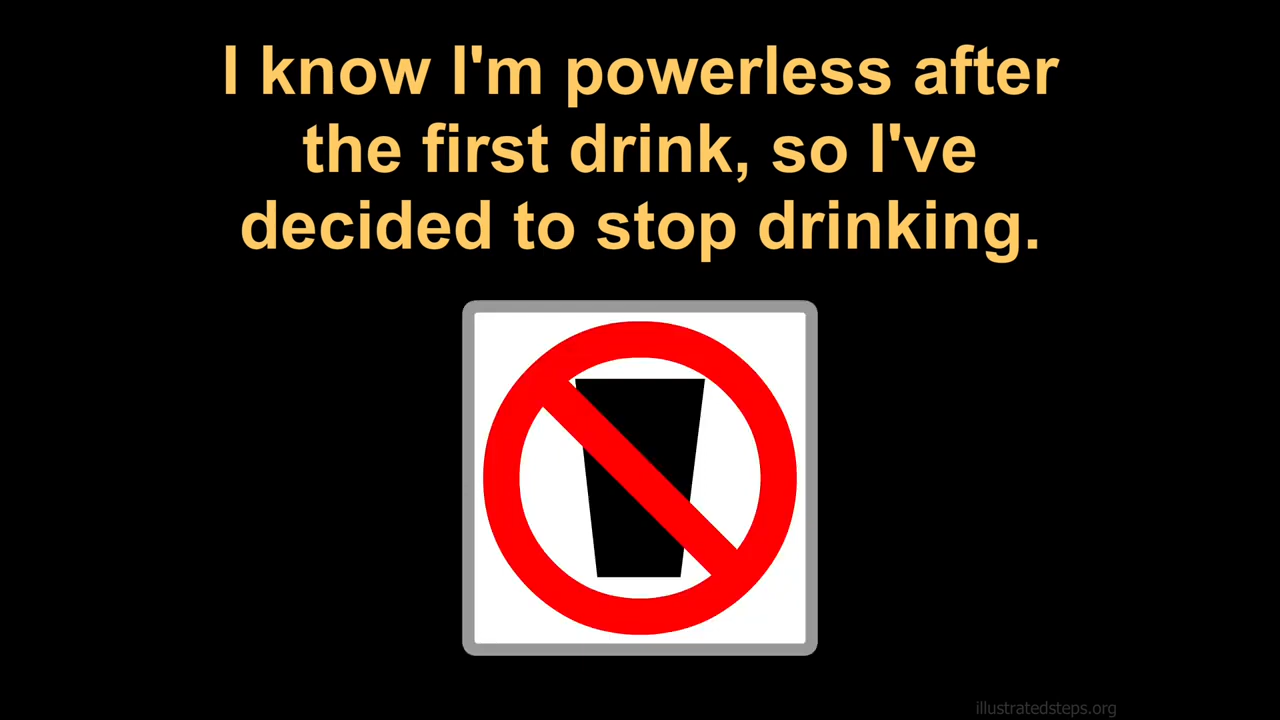 I know I'm powerless after
the first drink, so I've
decided to stop drinking.
illustratedsteps.org